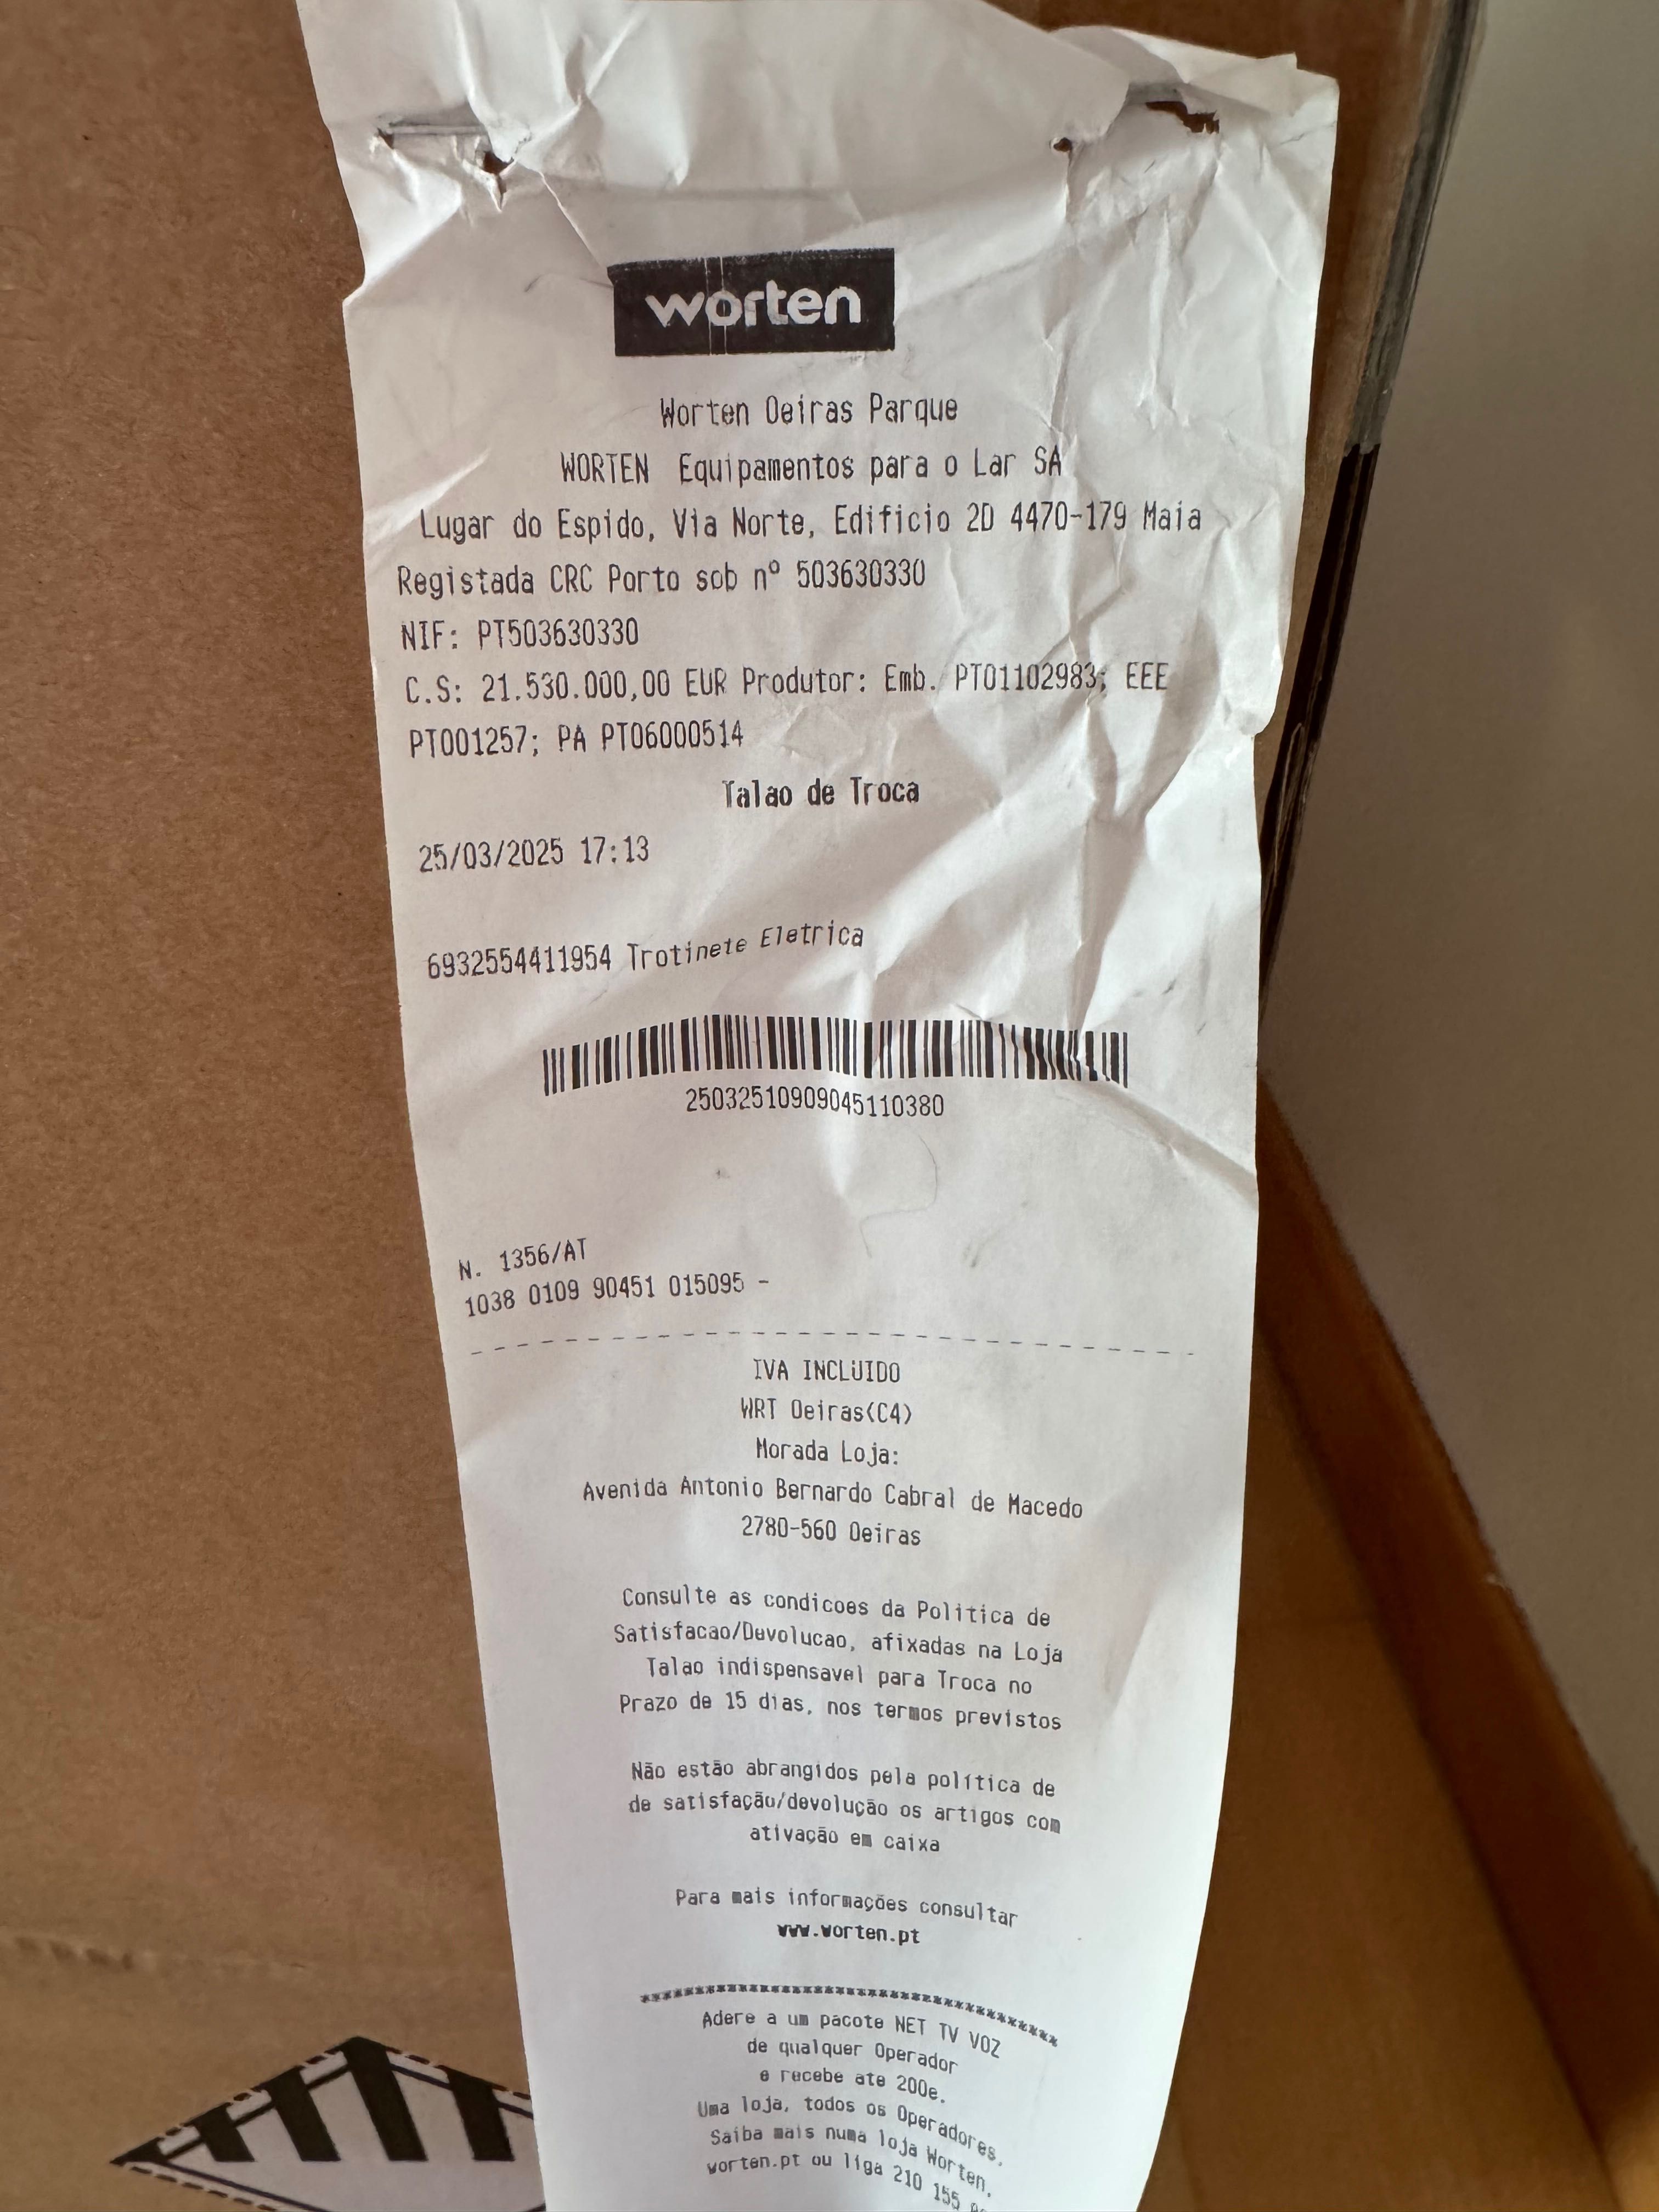 worten
Worten Oeiras Parque
WORTEN Equipamentos para o Lar SA
Lugar do Espido, Via Norte, Edificio 2D 4470-179 Maia
Registada CRC Porto sob nº 503630330
NIF: PT503630330
C.S: 21.530.000,00 EUR Produtor: Emb. PT01102983; EEE
PT001257; PA PT06000514
Talao de Troca
25/03/2025 17:13
6932554411954 Trotinete Eletrica
25032510909045110380
N. 1356/AT
1038 0109 90451 015095 -
IVA INCLUIDO
WRT Oeiras(C4)
Morada Loja:
Avenida Antonio Bernardo Cabral de Macedo
2780-560 Oeiras
Consulte as condicoes da Politica de
Satisfacao/Devolucao, afixadas na Loja
Talao indispensavel para Troca no
Prazo de 15 dias, nos termos previstos
Não estão abrangidos pela política de
de satisfação/devolução os artigos com
ativação em caixa
Para mais informações consultar
www.worten.pt
Adere a um pacote NET TV VOZ
de qualquer Operador
e recebe ate 200e.
Uma loja, todos os Operadores.
Saiba mais numa loja Worten,
worten.pt ou liga 210 155